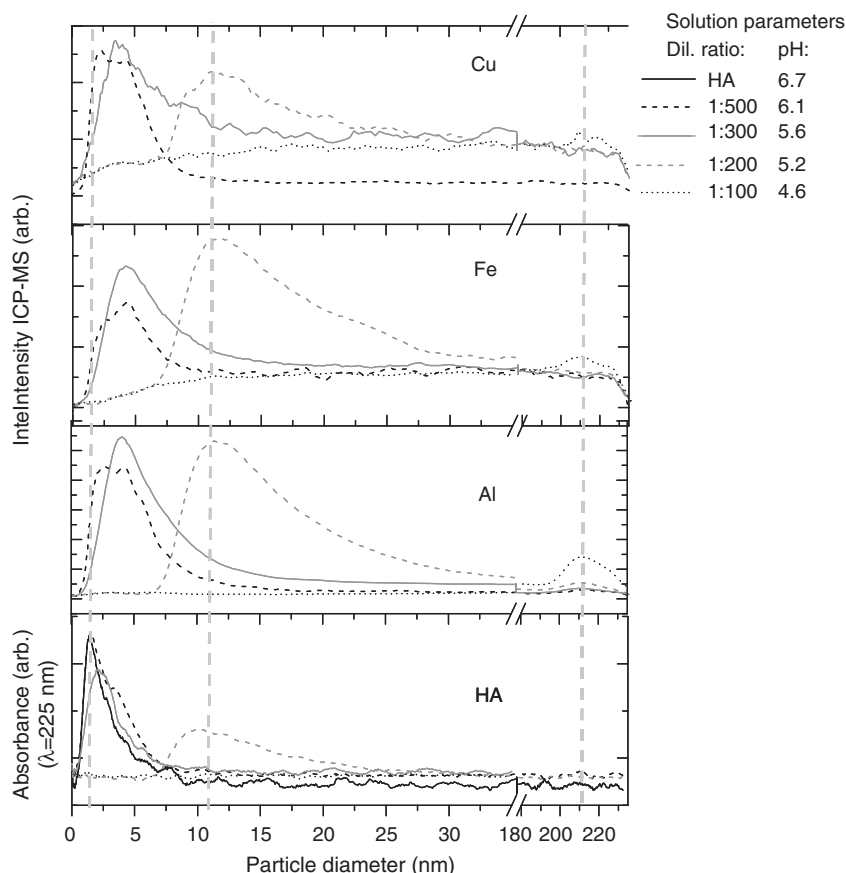 Solution parameters
Dil. ratio: pH:
HA 6.7
1:500 6.1
1:300 5.6
1:200 5.2
1:100 4.6
Cu
Fe
Al
HA
InteIntensity ICP-MS (arb.)
Absorbance (arb.)
(λ=225 nm)
0 5 10 15 20 25 30 180 200 220
Particle diameter (nm)